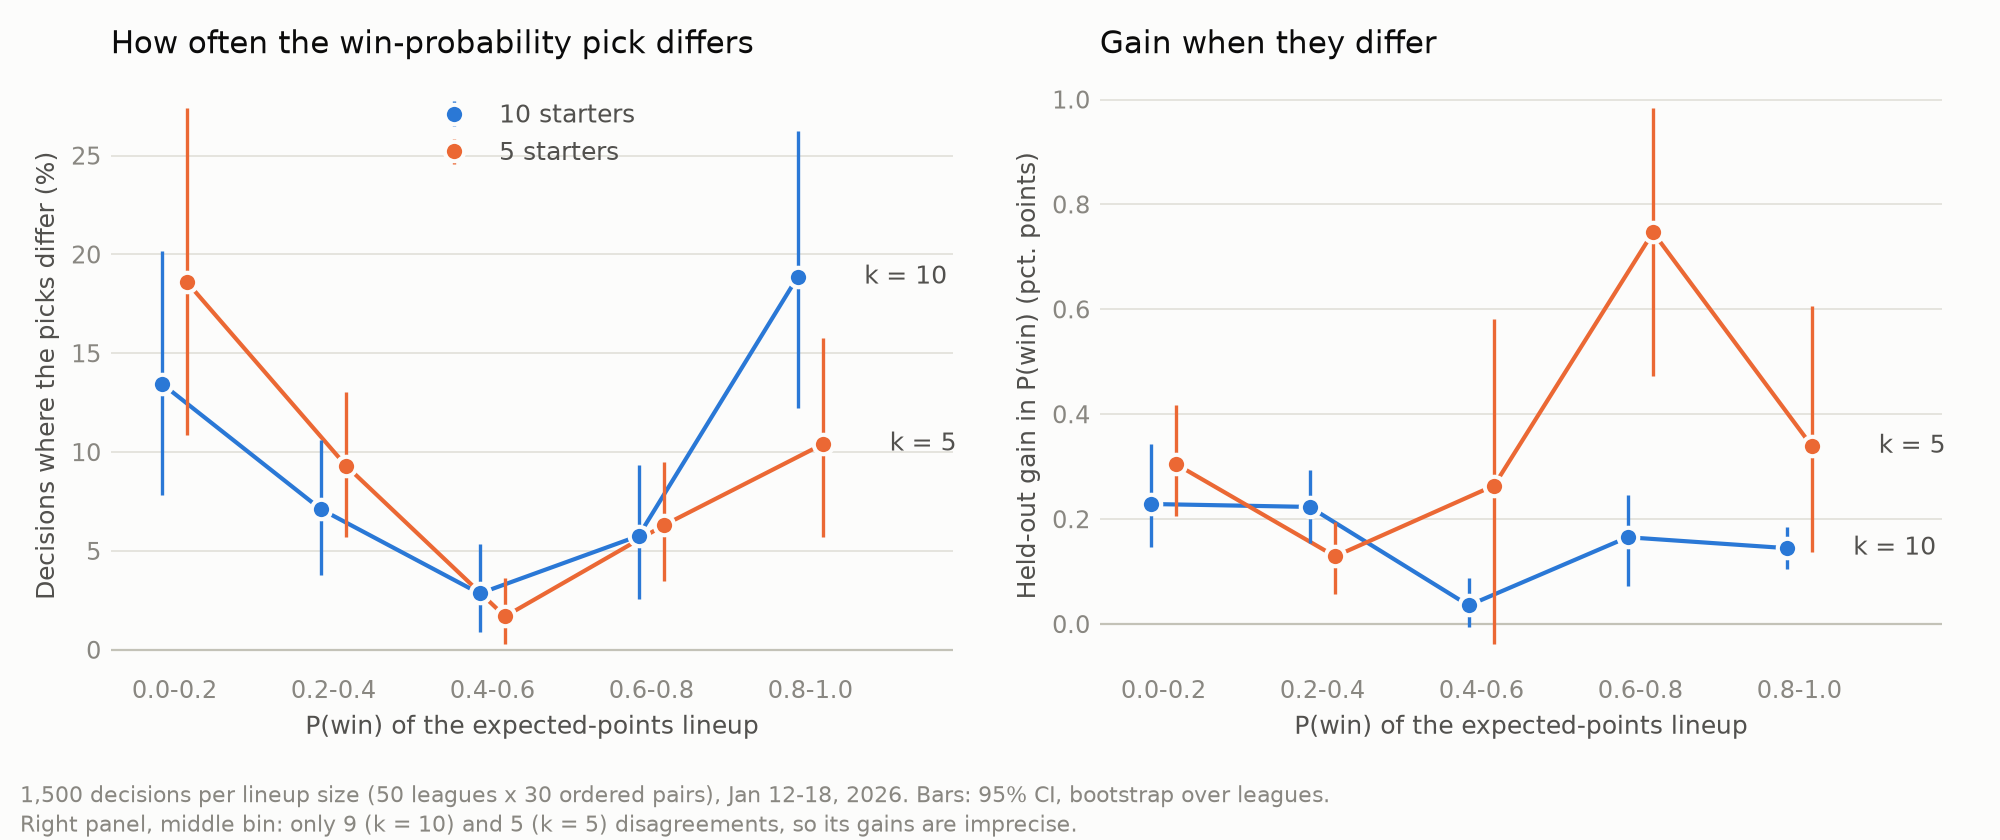 How often the win-probability pick differs
10 starters
5 starters
Decisions where the picks differ (%)
25
20
15
10
5
0
k = 10
k = 5
0.0-0.2
0.2-0.4
0.4-0.6
0.6-0.8
0.8-1.0
P(win) of the expected-points lineup
Gain when they differ
Held-out gain in P(win) (pct. points)
1.0
0.8
0.6
0.4
0.2
0.0
k = 5
k = 10
0.0-0.2
0.2-0.4
0.4-0.6
0.6-0.8
0.8-1.0
P(win) of the expected-points lineup
1,500 decisions per lineup size (50 leagues x 30 ordered pairs), Jan 12-18, 2026. Bars: 95% CI, bootstrap over leagues.
Right panel, middle bin: only 9 (k = 10) and 5 (k = 5) disagreements, so its gains are imprecise.